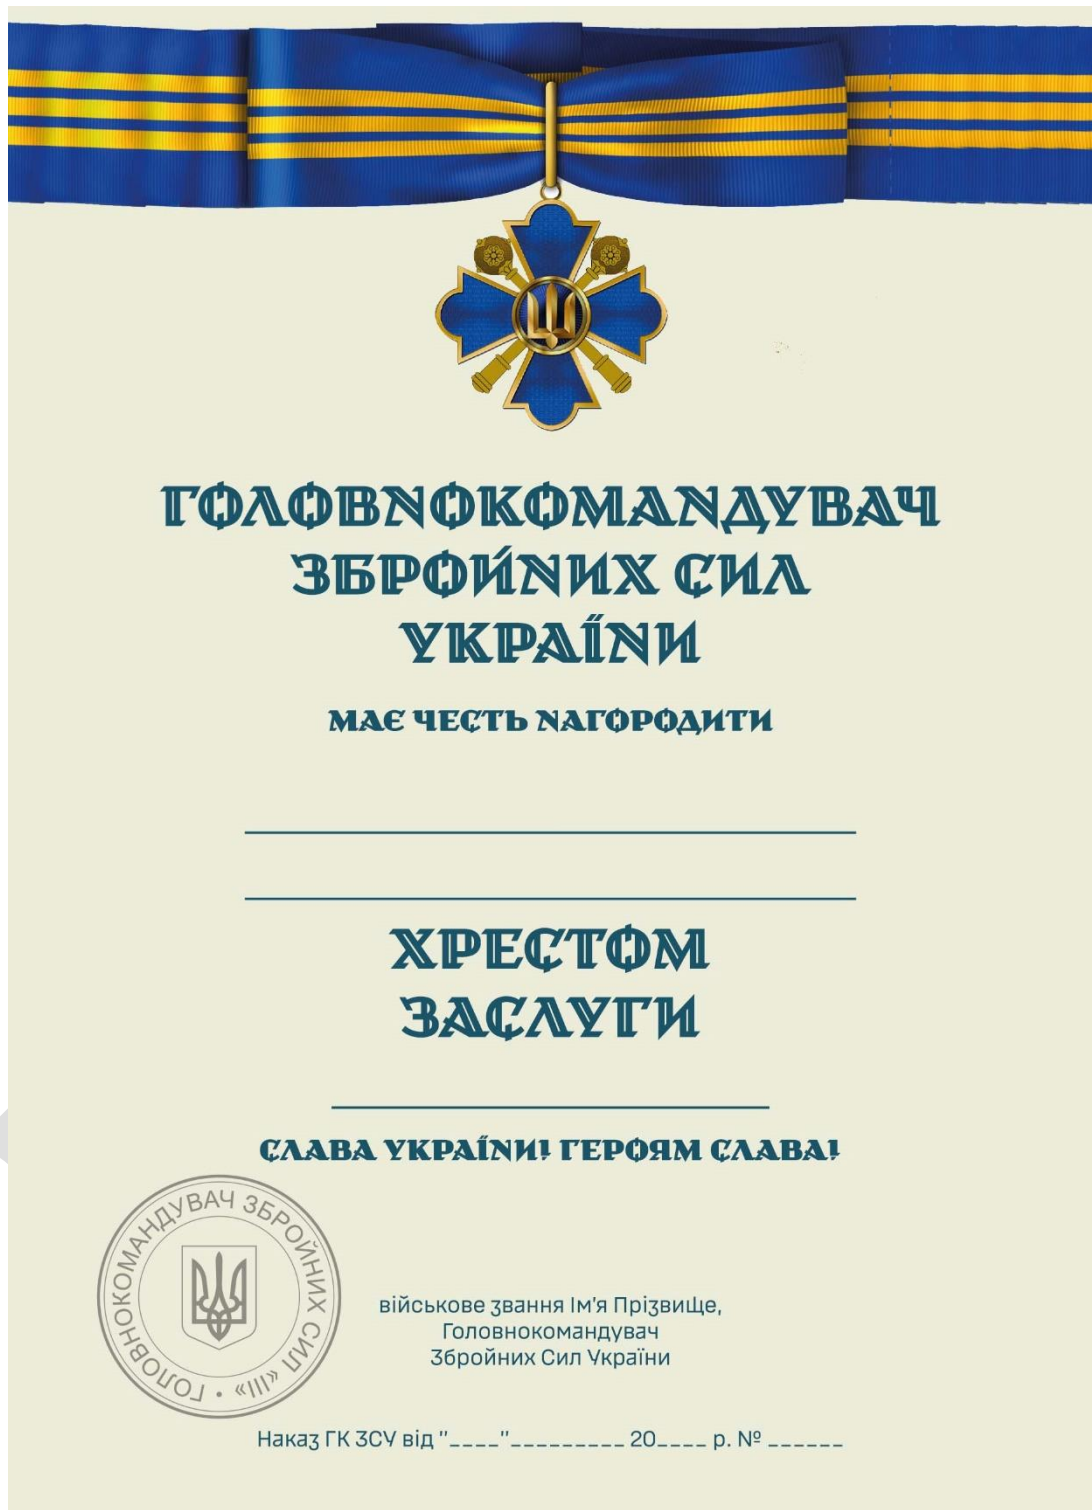 ГОЛОВНОКОМАНДУВАЧ
ЗБРОЙНИХ СИЛ
УКРАЇНИ
МАЄ ЧЕСТЬ НАГОРОДИТИ
ХРЕСТОМ
ЗАСЛУГИ
СЛАВА УКРАЇНИ! ГЕРОЯМ СЛАВА!
ГОЛОВНОКОМАНДУВАЧ ЗБРОЙНИХ СИЛ «ІІІ» •
військове звання Ім'я Прізвище,
Головнокомандувач
Збройних Сил України
Наказ ГК ЗСУ від "____"_________ 20____ р. № ______